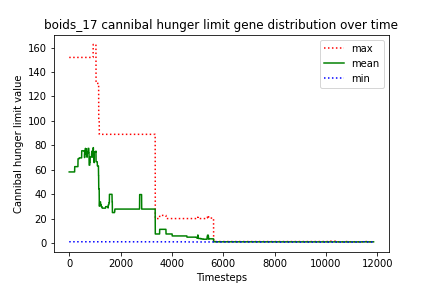 boids_17 cannibal hunger limit gene distribution over time
160
140
120
100
80
60
40
20
0
Cannibal hunger limit value
max
mean
min
0
2000
4000
6000
8000
10000
12000
Timesteps